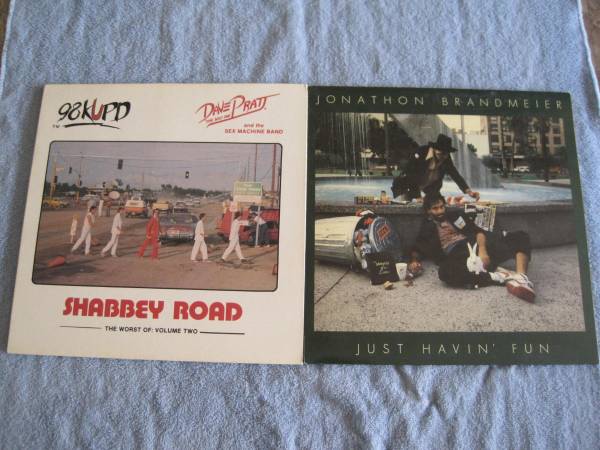 98KUPD
TM
DAVE PRATT
and the
SEX MACHINE BAND
SHABBEY ROAD
THE WORST OF: VOLUME TWO
JONATHON BRANDMEIER
JUST HAVIN' FUN